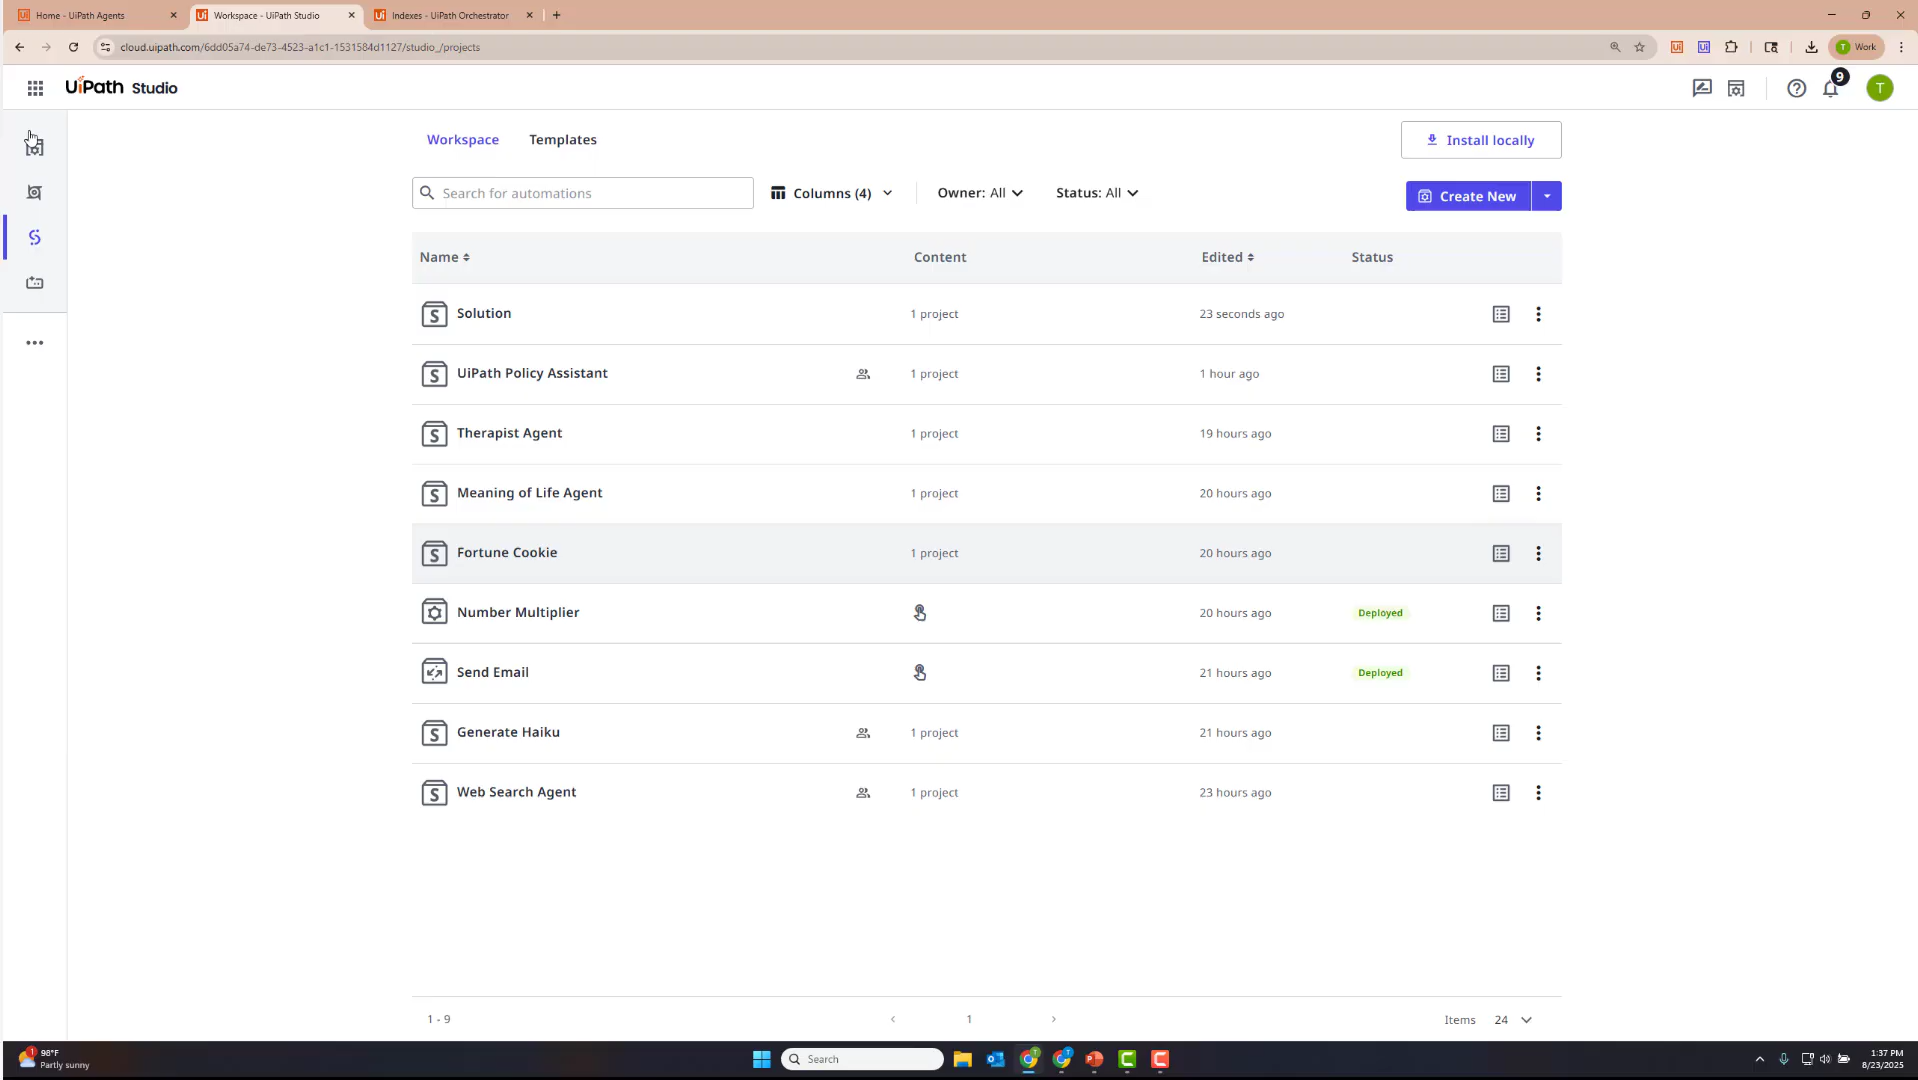 Home - UiPath Agents
Workspace - UiPath Studio
Indexes - UiPath Orchestrator
cloud.uipath.com/6dd05a74-de73-4523-a1c1-1531584d1127/studio_/projects
Work
UiPath Studio
9
T
Workspace
Templates
Install locally
Search for automations
Columns (4)
Owner: All
Status: All
Create New
Name
Content
Edited
Status
Solution
1 project
23 seconds ago
UiPath Policy Assistant
1 project
1 hour ago
Therapist Agent
1 project
19 hours ago
Meaning of Life Agent
1 project
20 hours ago
Fortune Cookie
1 project
20 hours ago
Number Multiplier
20 hours ago
Deployed
Send Email
21 hours ago
Deployed
Generate Haiku
1 project
21 hours ago
Web Search Agent
1 project
23 hours ago
1 - 9
1
Items
24
1
98°F
Partly sunny
Search
1:37 PM
8/23/2025